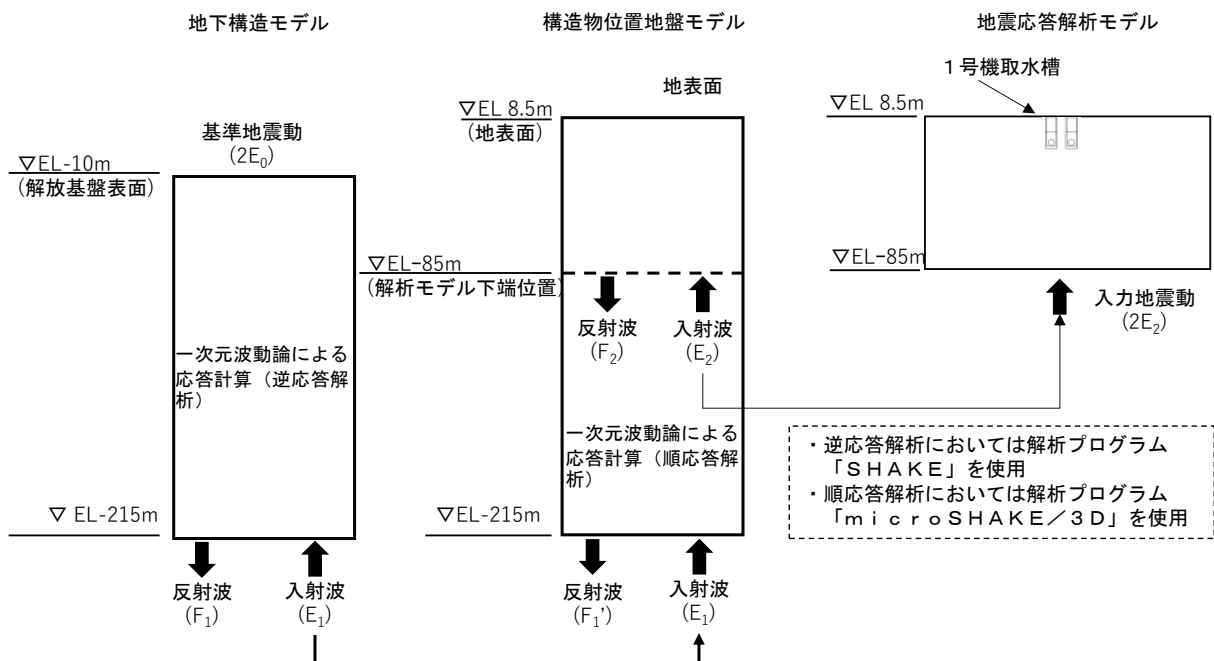 地下構造モデル
基準地震動
(2E₀)
▽EL-10m
(解放基盤表面)
一次元波動論による
応答計算（逆応答解
析）
▽ EL-215m
反射波
(F₁)
入射波
(E₁)
構造物位置地盤モデル
地表面
▽EL 8.5m
(地表面)
▽EL-85m
(解析モデル下端位置)
反射波
(F₂)
入射波
(E₂)
一次元波動論による
応答計算（順応答解
析）
▽EL-215m
反射波
(F₁')
入射波
(E₁)
地震応答解析モデル
１号機取水槽
▽EL 8.5m
▽EL-85m
入力地震動
(2E₂)
・逆応答解析においては解析プログラム
「ＳＨＡＫＥ」を使用
・順応答解析においては解析プログラム
「ｍｉｃｒｏSHAKE／３Ｄ」を使用